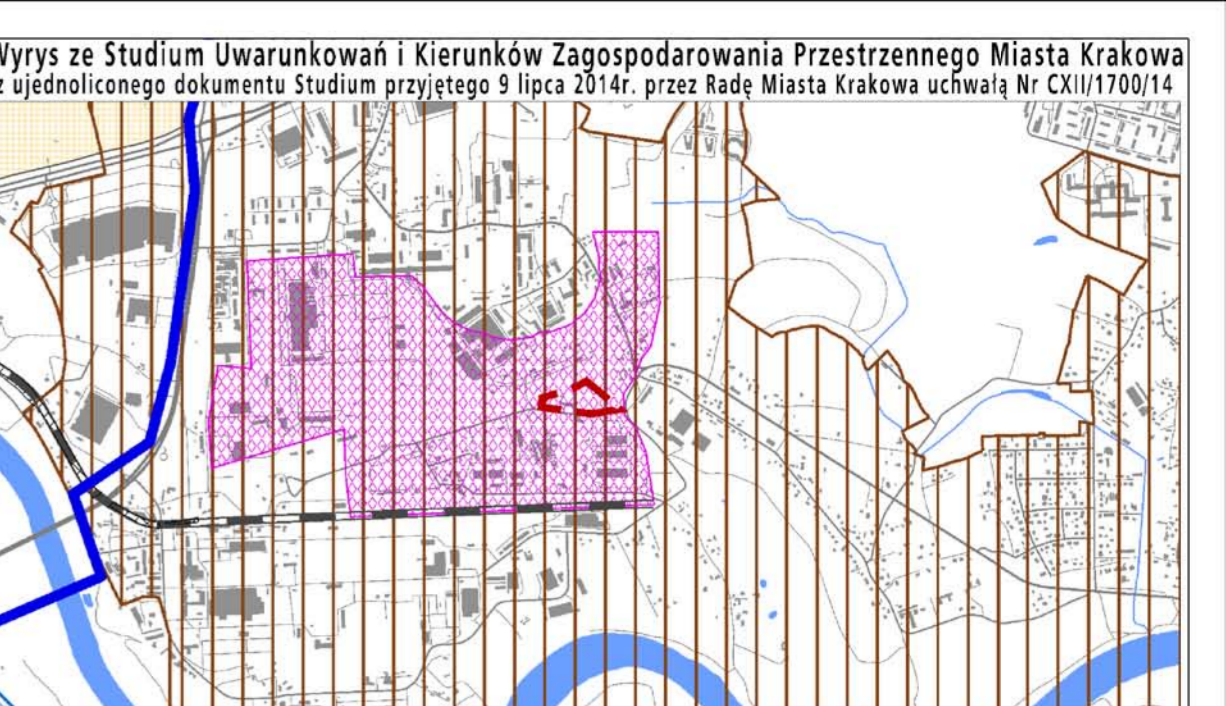 Wyrys ze Studium Uwarunkowań i Kierunków Zagospodarowania Przestrzennego Miasta Krakowa
z ujednoliconego dokumentu Studium przyjętego 9 lipca 2014r. przez Radę Miasta Krakowa uchwałą Nr CXII/1700/14